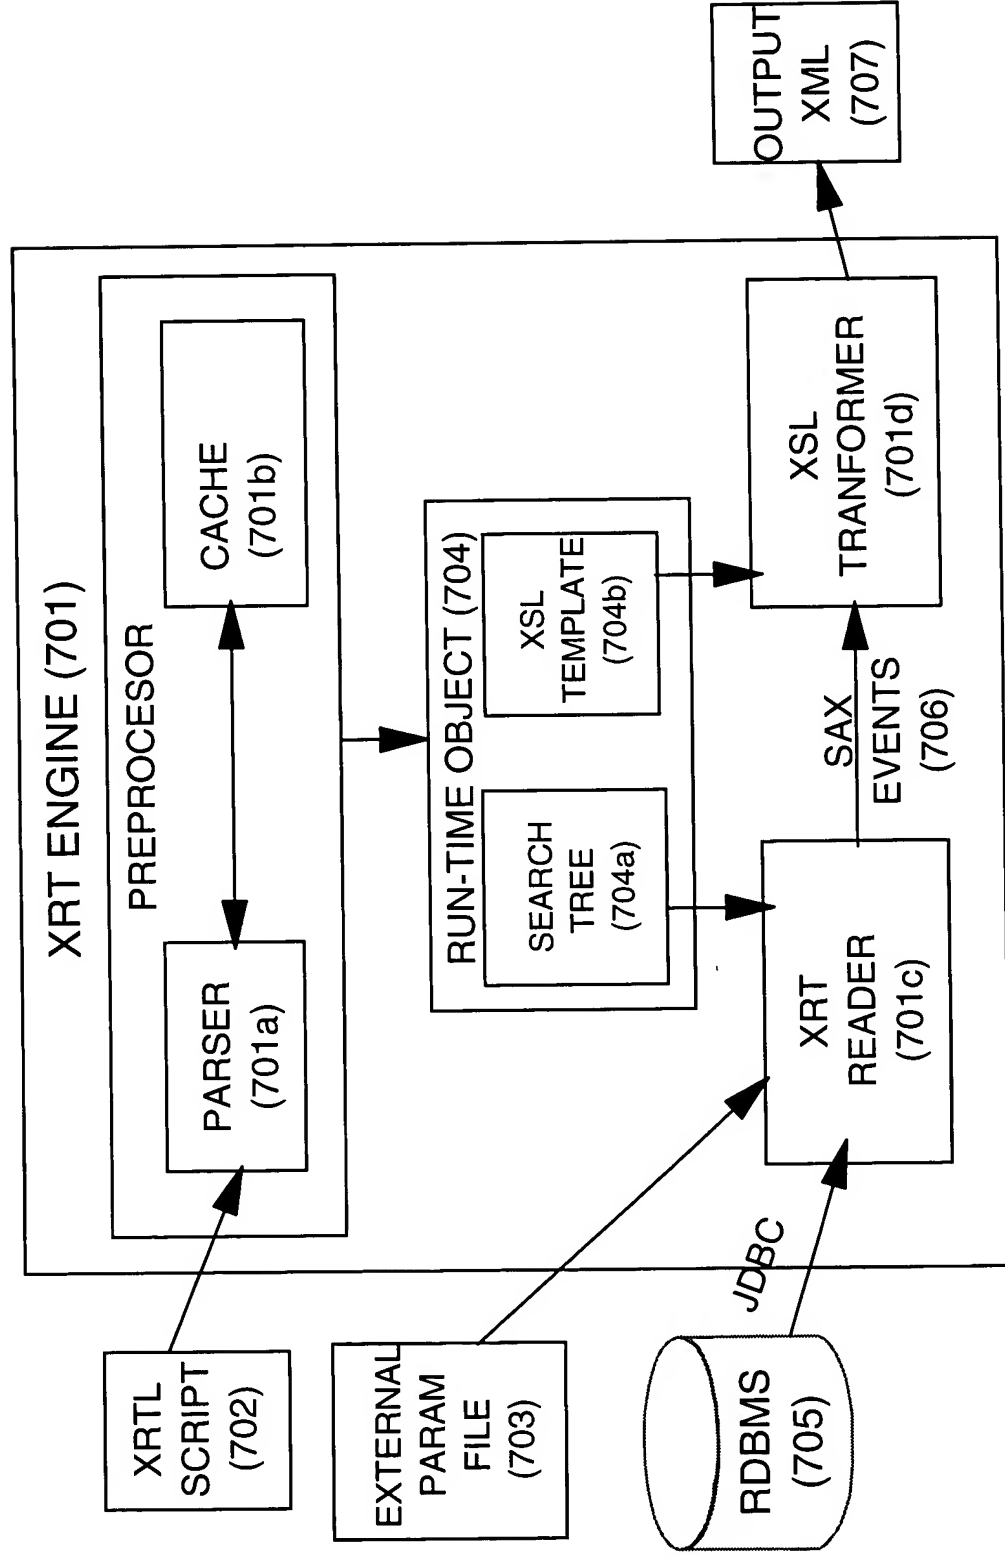 XRT ENGINE (701)
PREPROCESOR
PARSER
(701a)
CACHE
(701b)
XRTL
SCRIPT
(702)
EXTERNAL
PARAM
FILE
(703)
RUN-TIME OBJECT (704)
SEARCH
TREE
(704a)
XSL
TEMPLATE
(704b)
RDBMS
(705)
JDBC
XRT
READER
(701c)
SAX
EVENTS
(706)
XSL
TRANFORMER
(701d)
OUTPUT
XML
(707)